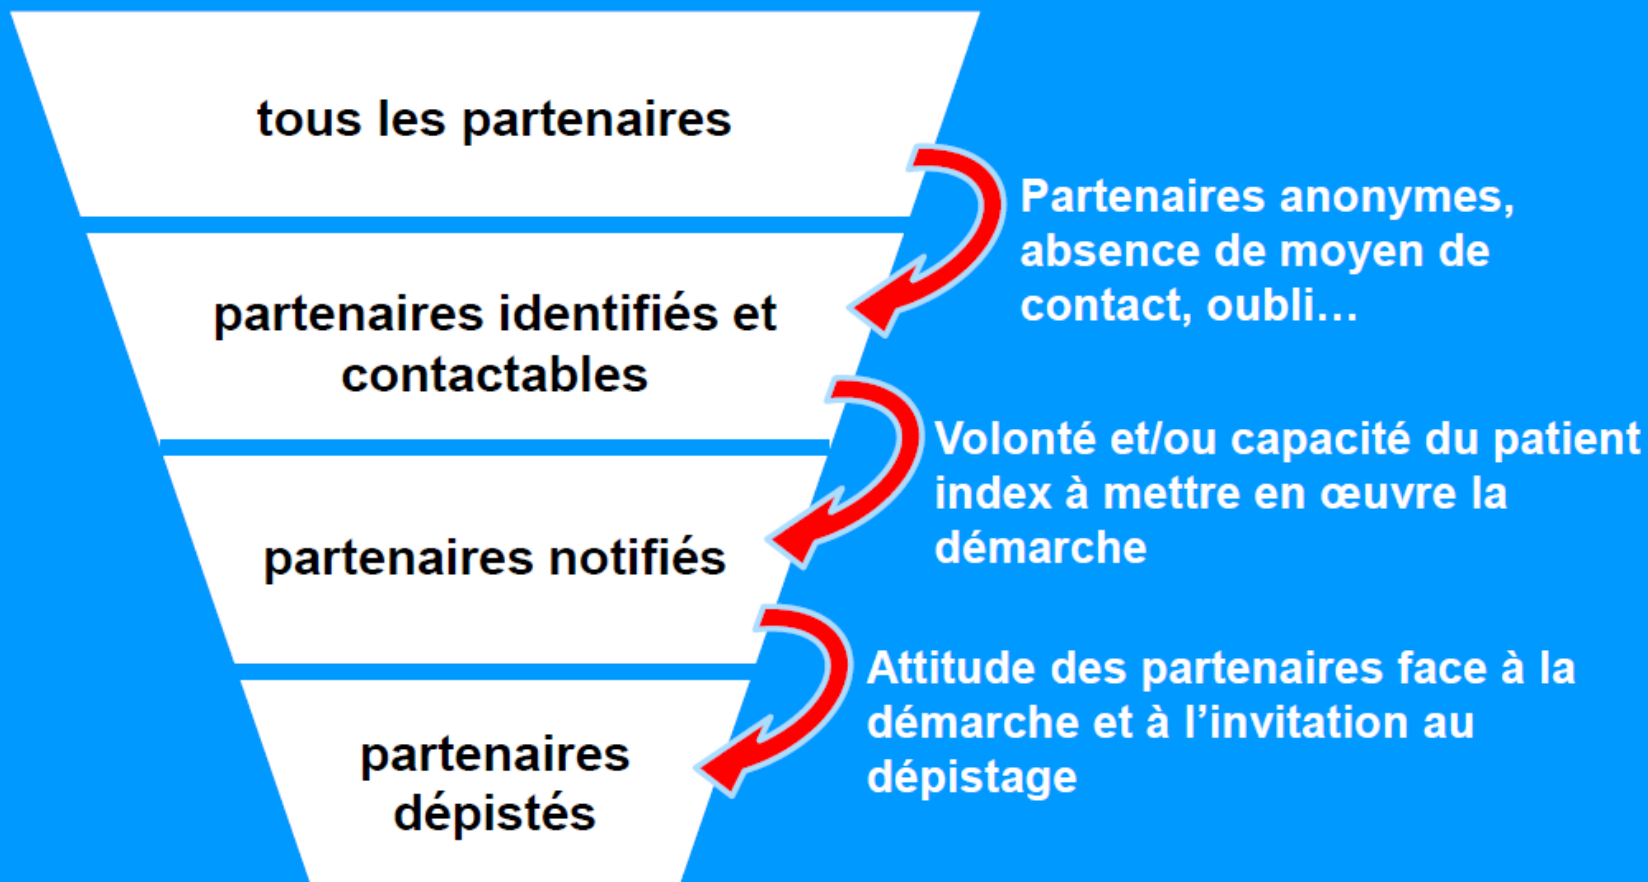 tous les partenaires
Partenaires anonymes,
absence de moyen de
contact, oubli…
partenaires identifiés et
contactables
Volonté et/ou capacité du patient
index à mettre en œuvre la
démarche
partenaires notifiés
Attitude des partenaires face à la
démarche et à l’invitation au
dépistage
partenaires
dépistés